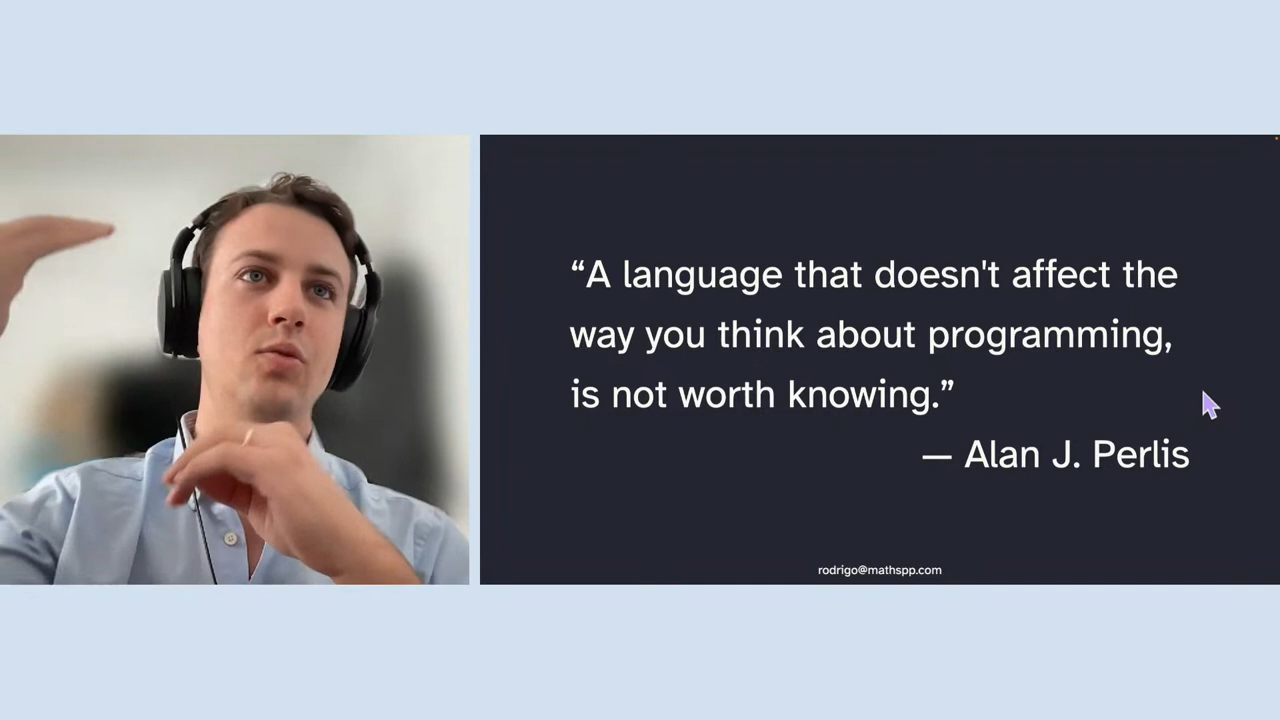 “A language that doesn't affect the
way you think about programming,
is not worth knowing.”
— Alan J. Perlis
rodrigo@mathspp.com